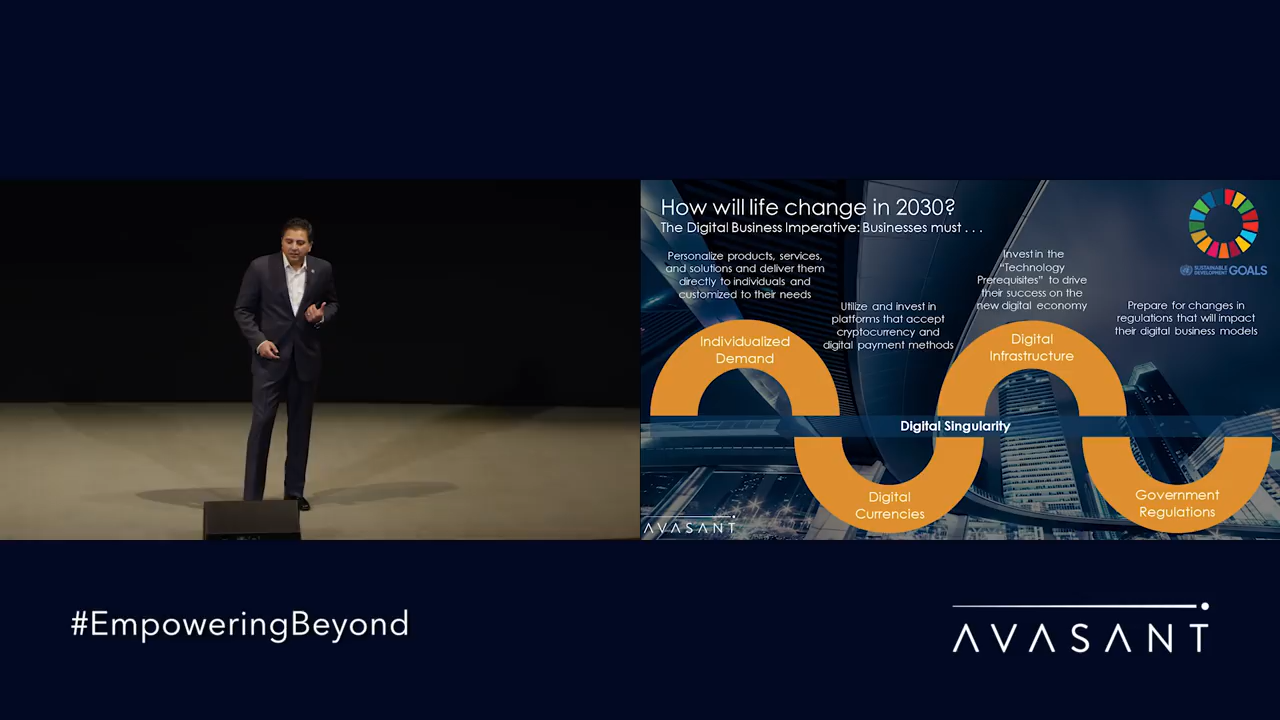 How will life change in 2030?
The Digital Business Imperative: Businesses must . . .
Personalize products, services,
and solutions and deliver them
directly to individuals and
customized to their needs
Utilize and invest in
platforms that accept
cryptocurrency and
digital payment methods
Invest in the
"Technology
Prerequisites" to drive
their success on the
new digital economy
Prepare for changes in
regulations that will impact
their digital business models
SUSTAINABLE
DEVELOPMENT GOALS
Individualized
Demand
Digital
Infrastructure
Digital Singularity
Digital
Currencies
Government
Regulations
AVASANT
#EmpoweringBeyond
AVASANT